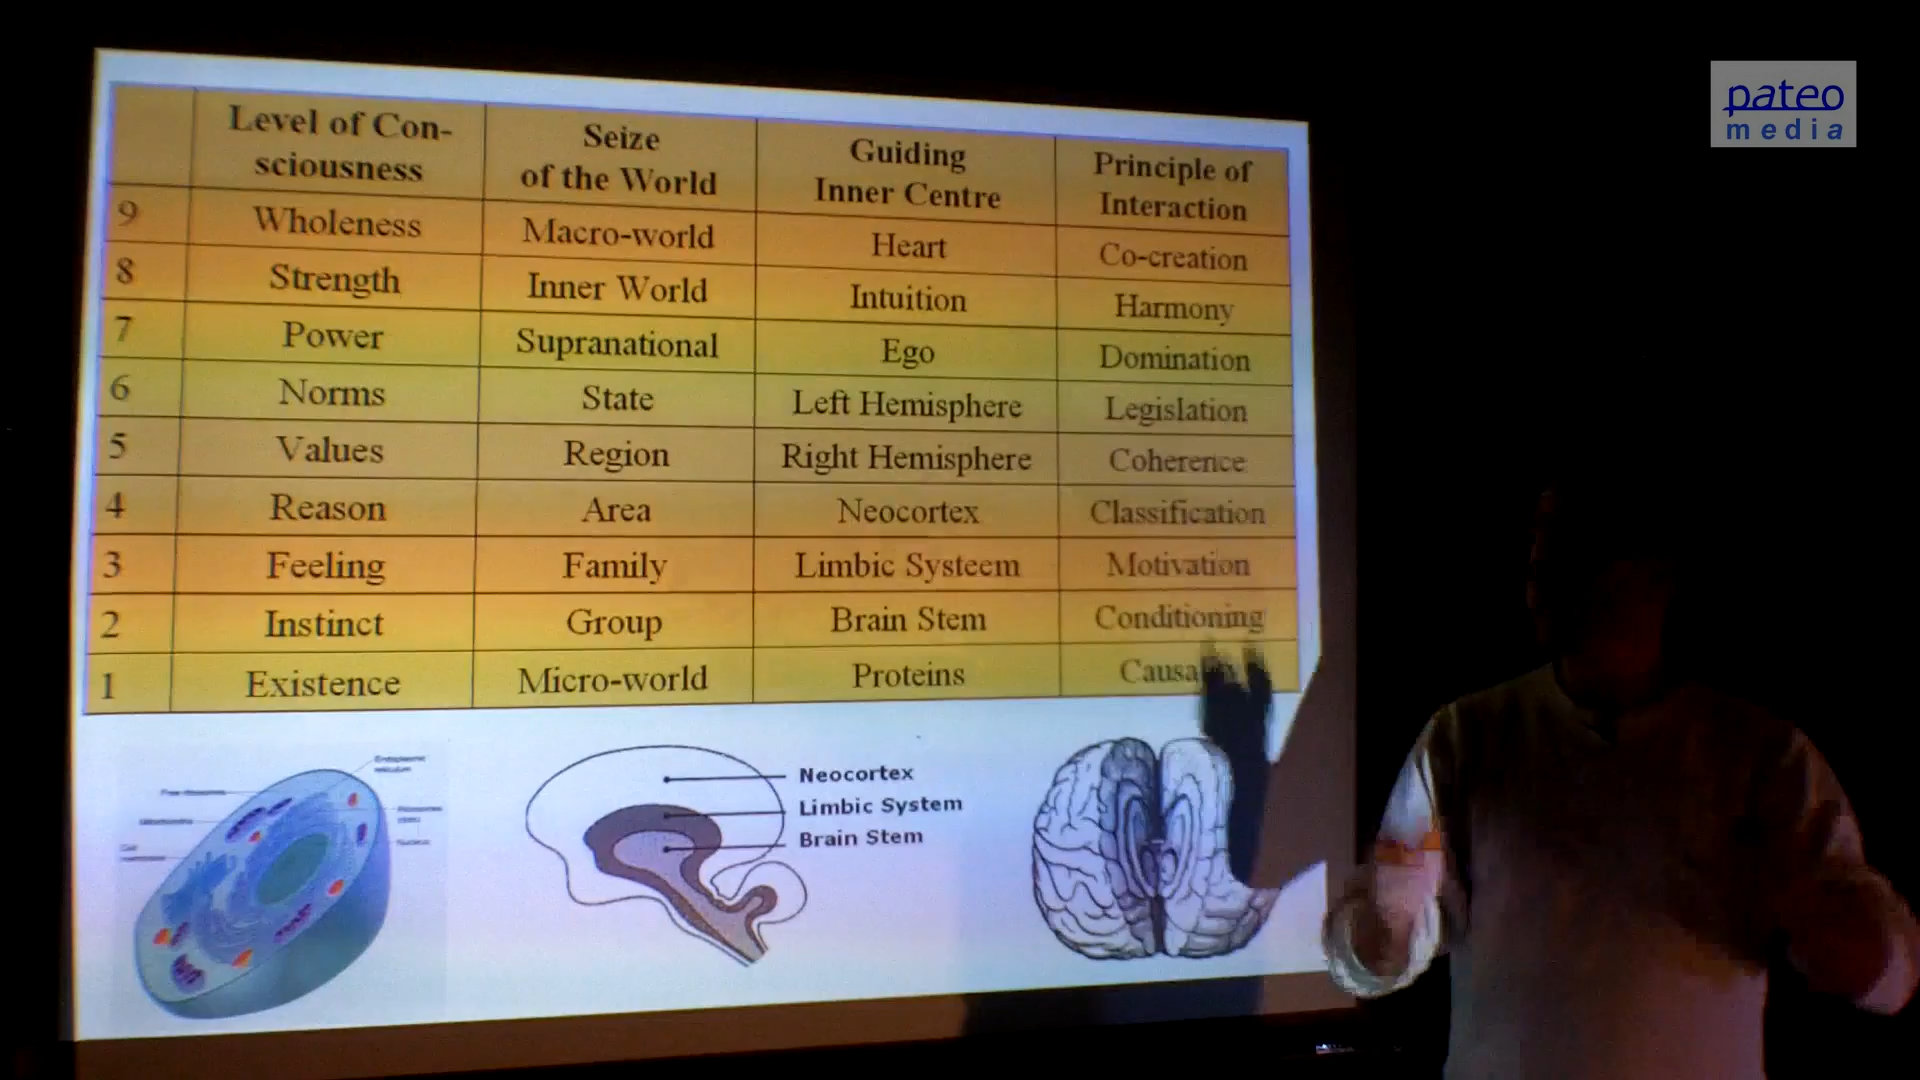 pateo
media
Level of Con-
sciousness
Seize
of the World
Guiding
Inner Centre
Principle of
Interaction
9 Wholeness Macro-world Heart Co-creation
8 Strength Inner World Intuition Harmony
7 Power Supranational Ego Domination
6 Norms State Left Hemisphere Legislation
5 Values Region Right Hemisphere Coherence
4 Reason Area Neocortex Classification
3 Feeling Family Limbic Systeem Motivation
2 Instinct Group Brain Stem Conditioning
1 Existence Micro-world Proteins
Neocortex
Limbic System
Brain Stem